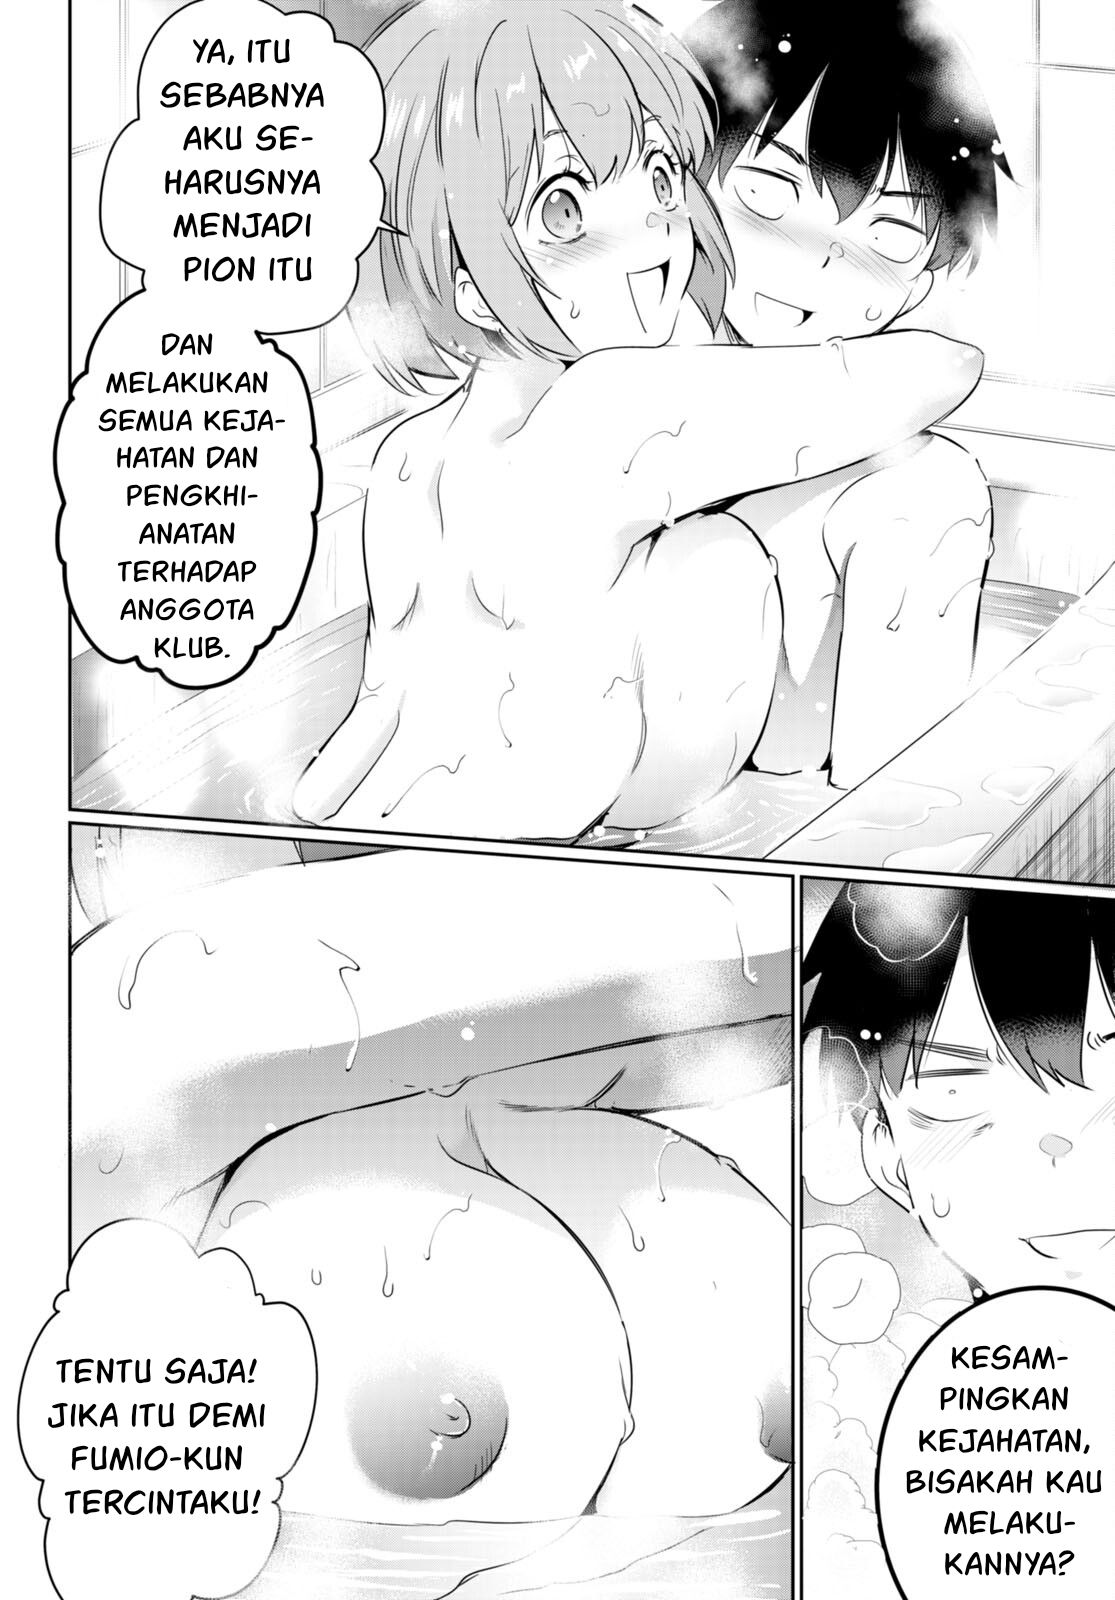 YA, ITU
SEBABNYA
AKU SE-
HARUSNYA
MENJADI
PION ITU
DAN
MELAKUKAN
SEMUA KEJA-
HATAN DAN
PENGKHI-
ANATAN
TERHADAP
ANGGOTA
KLUB.
KESAM-
PINGKAN
KEJAHATAN,
BISAKAH KAU
MELAKU-
KANNYA?
TENTU SAJA!
JIKA ITU DEMI
FUMIO-KUN
TERCINTAKU!